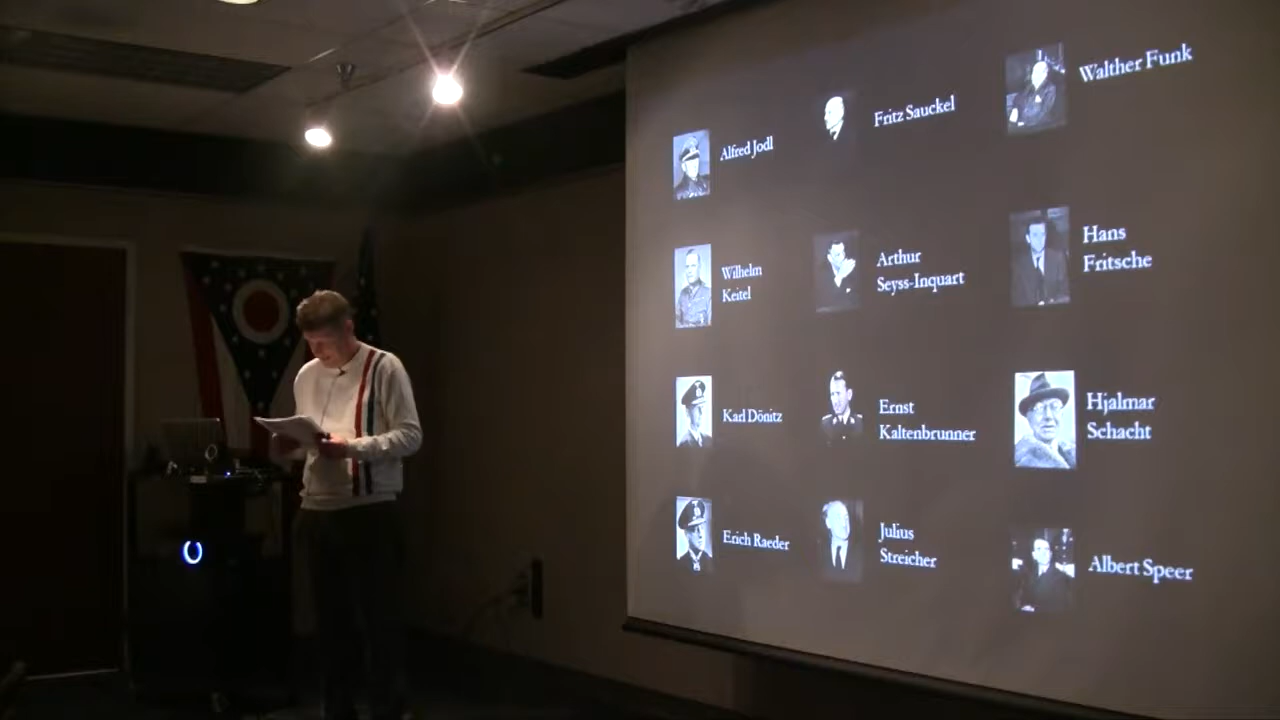 Alfred Jodl
Wilhelm
Keitel
Karl Dönitz
Erich Raeder
Fritz Sauckel
Arthur
Seyss-Inquart
Ernst
Kaltenbrunner
Julius
Streicher
Walther Funk
Hans
Fritsche
Hjalmar
Schacht
Albert Speer